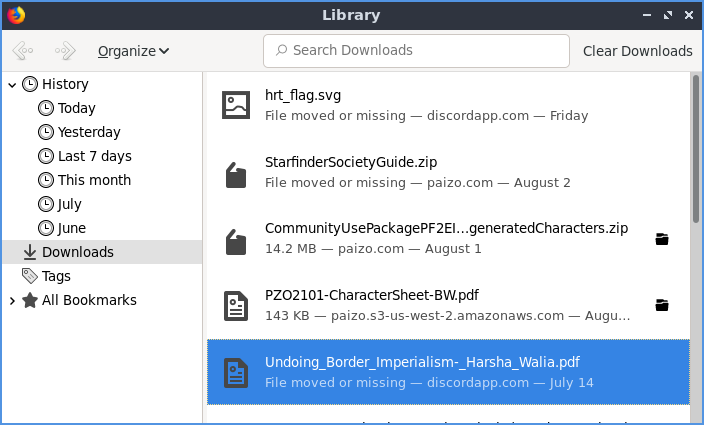 Library
Organize
Search Downloads
Clear Downloads
History
Today
Yesterday
Last 7 days
This month
July
June
Downloads
Tags
All Bookmarks
hrt_flag.svg
File moved or missing — discordapp.com — Friday
StarfinderSocietyGuide.zip
File moved or missing — paizo.com — August 2
CommunityUsePackagePF2EI…generatedCharacters.zip
14.2 MB — paizo.com — August 1
PZO2101-CharacterSheet-BW.pdf
143 KB — paizo.s3-us-west-2.amazonaws.com — Augu…
Undoing_Border_Imperialism-_Harsha_Walia.pdf
File moved or missing — discordapp.com — July 14